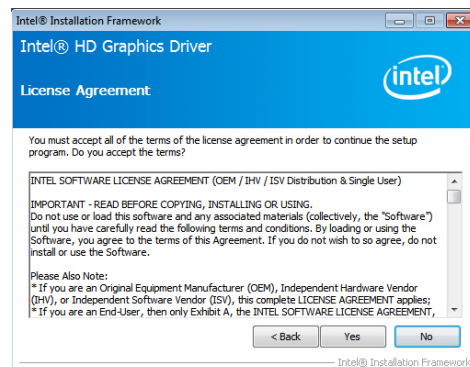 Intel® Installation Framework
Intel® HD Graphics Driver
intel
License Agreement
You must accept all of the terms of the license agreement in order to continue the setup
program. Do you accept the terms?
INTEL SOFTWARE LICENSE AGREEMENT (OEM / IHV / ISV Distribution & Single User)
IMPORTANT - READ BEFORE COPYING, INSTALLING OR USING.
Do not use or load this software and any associated materials (collectively, the "Software")
until you have carefully read the following terms and conditions. By loading or using the
Software, you agree to the terms of this Agreement. If you do not wish to so agree, do not
install or use the Software.
Please Also Note:
* If you are an Original Equipment Manufacturer (OEM), Independent Hardware Vendor
(IHV), or Independent Software Vendor (ISV), this complete LICENSE AGREEMENT applies;
* If you are an End-User, then only Exhibit A, the INTEL SOFTWARE LICENSE AGREEMENT,
< Back Yes No
Intel® Installation Framework